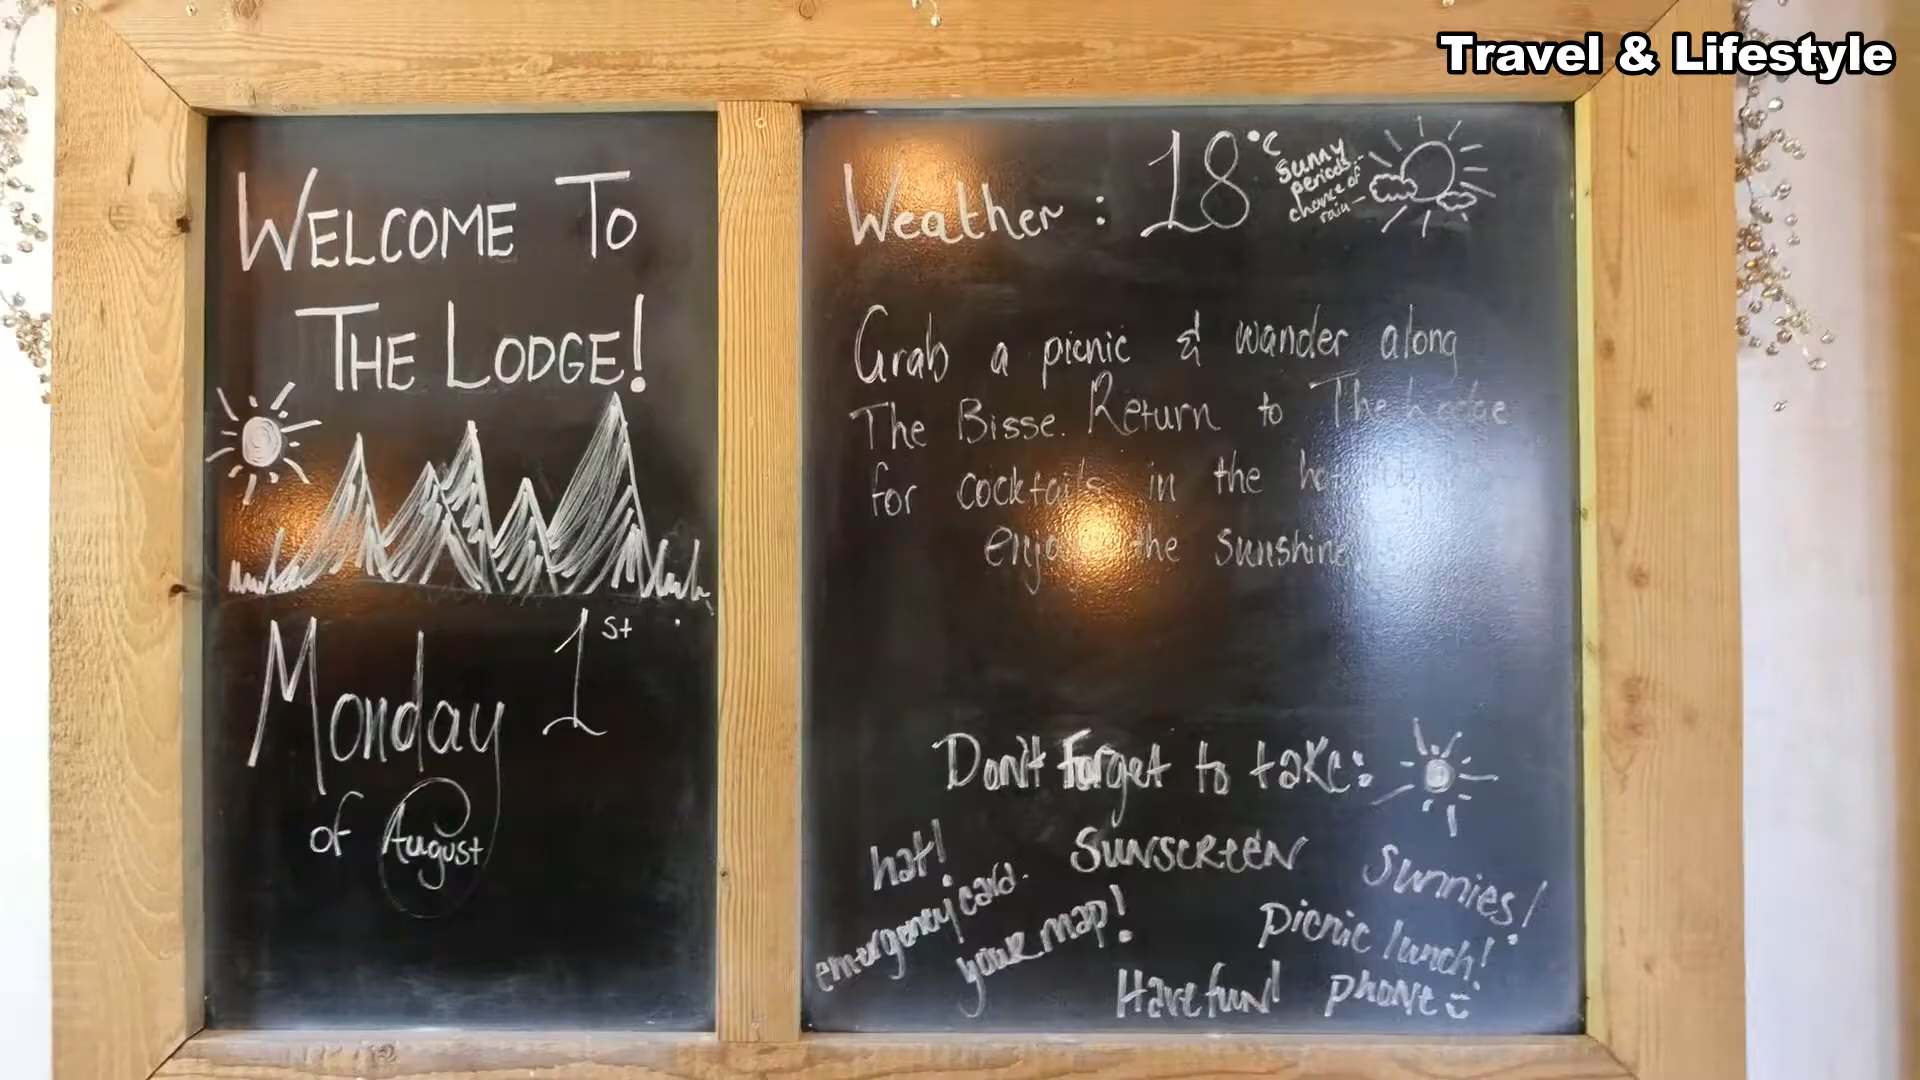 Travel & Lifestyle
WELCOME TO
THE LODGE!
Monday 1st
of August
Weather: 18°C
Sunny
periods..
chance of
rain
Grab a picnic & wander along
The Bisse. Return to The Lodge
for cocktails in the
enjoy the sunshine
Don't Forget to take:
hat!
SUNSCREEN
Sunnies!
emergency card.
your map!
picnic lunch!
Have fun!
phone